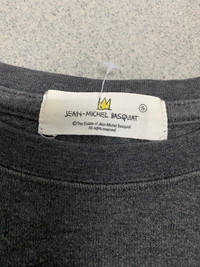 JEAN-MICHEL BASQUIAT
S
© The Estate of Jean-Michel Basquiat
All rights reserved.